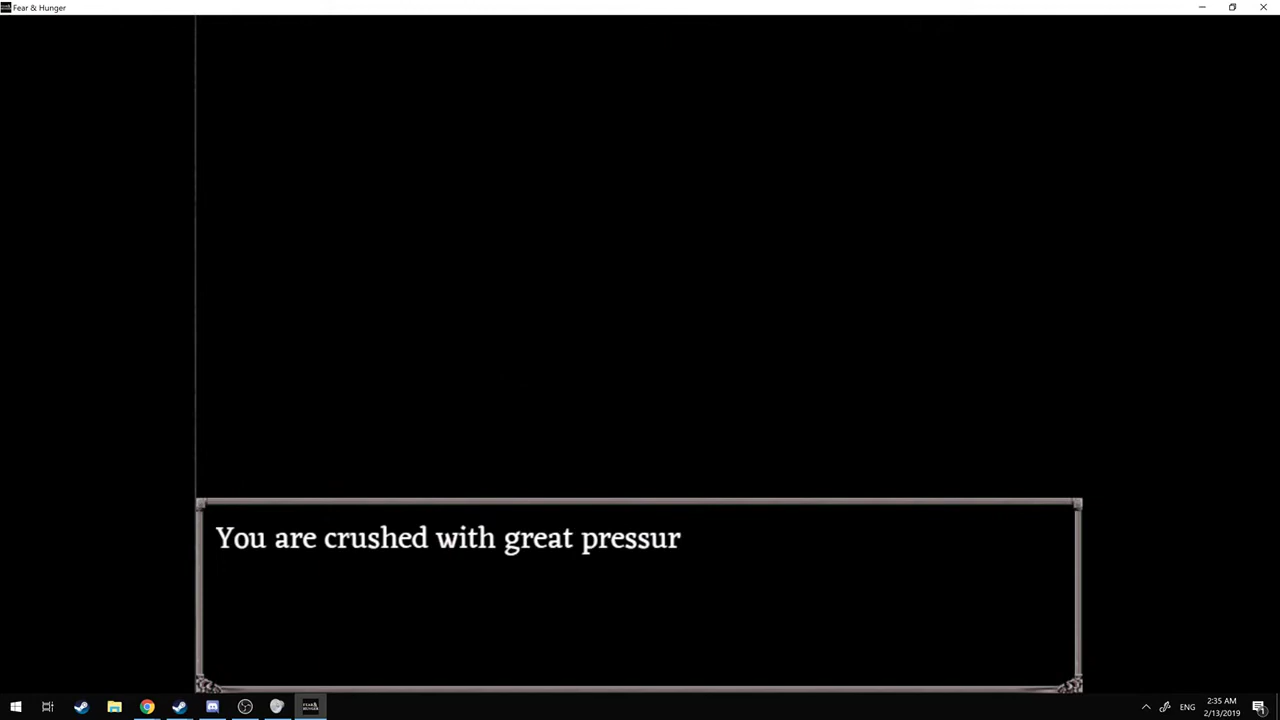 Fear & Hunger
You are crushed with great pressur
ENG
2:35 AM
2/13/2019